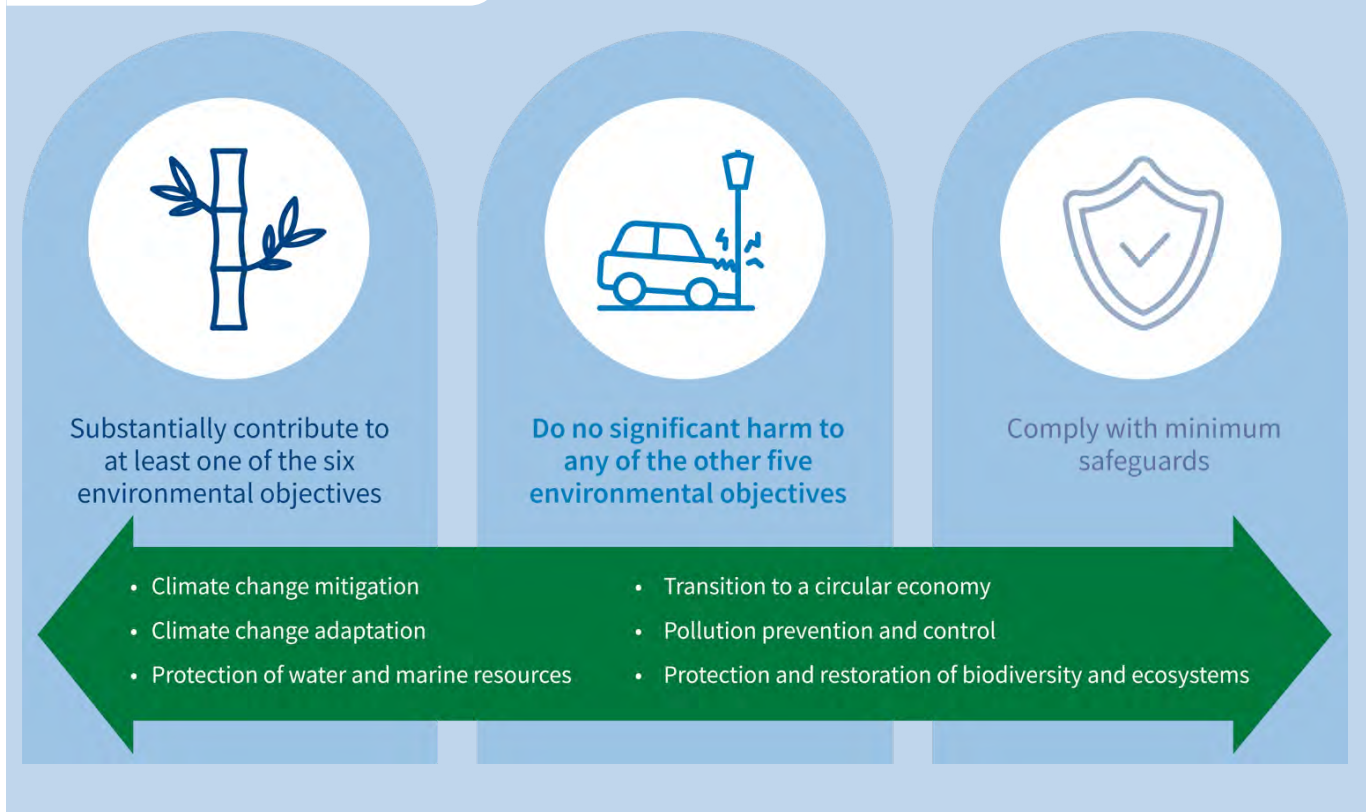 Substantially contribute to
at least one of the six
environmental objectives
Do no significant harm to
any of the other five
environmental objectives
Comply with minimum
safeguards
• Climate change mitigation
• Climate change adaptation
• Protection of water and marine resources
• Transition to a circular economy
• Pollution prevention and control
• Protection and restoration of biodiversity and ecosystems